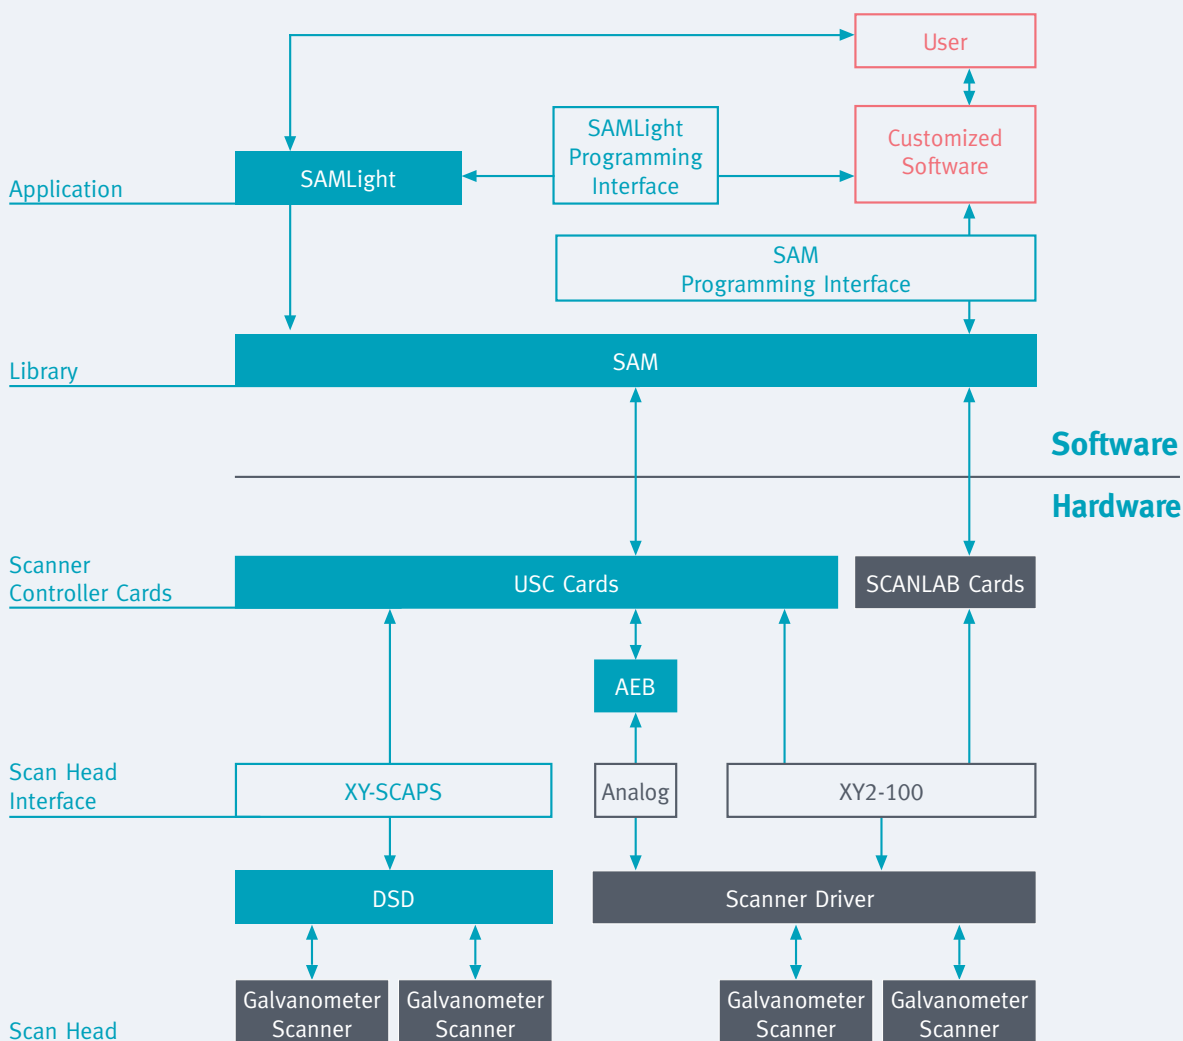 User
SAMLight
Programming
Interface
Customized
Software
SAMLight
Application
SAM
Programming Interface
SAM
Library
Software
Hardware
Scanner
Controller Cards
USC Cards
SCANLAB Cards
AEB
Scan Head
Interface
XY-SCAPS
Analog
XY2-100
DSD
Scanner Driver
Galvanometer
Scanner
Galvanometer
Scanner
Galvanometer
Scanner
Galvanometer
Scanner
Scan Head